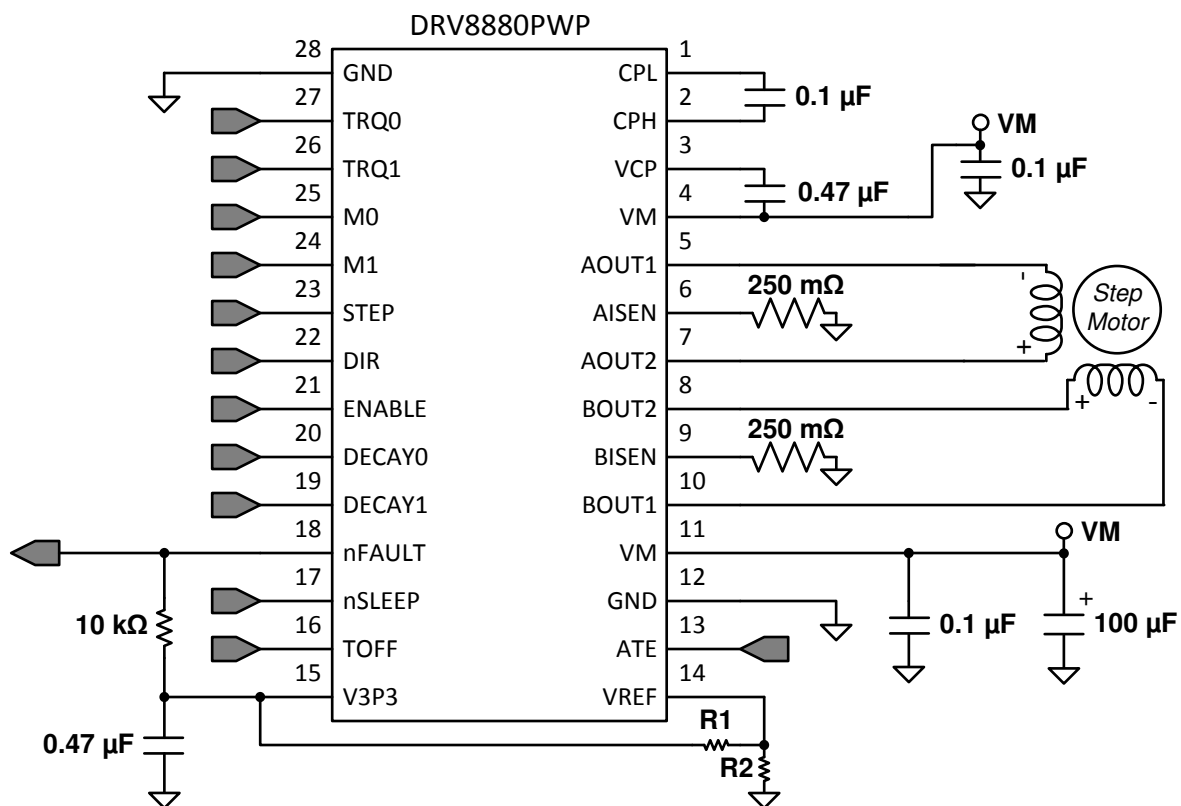 DRV8880PWP
28 GND CPL 1
27 TRQ0 CPH 2
0.1 µF
26 TRQ1 VCP 3
0.47 µF
VM
0.1 µF
25 M0 VM 4
24 M1 AOUT1 5
23 STEP AISEN 6
250 mΩ
22 DIR AOUT2 7
- +
Step
Motor
21 ENABLE BOUT2 8
+ -
20 DECAY0 BISEN 9
250 mΩ
19 DECAY1 BOUT1 10
18 nFAULT VM 11
VM
17 nSLEEP GND 12
10 kΩ
0.1 µF
+
100 µF
16 TOFF ATE 13
15 V3P3 VREF 14
0.47 µF
R1
R2